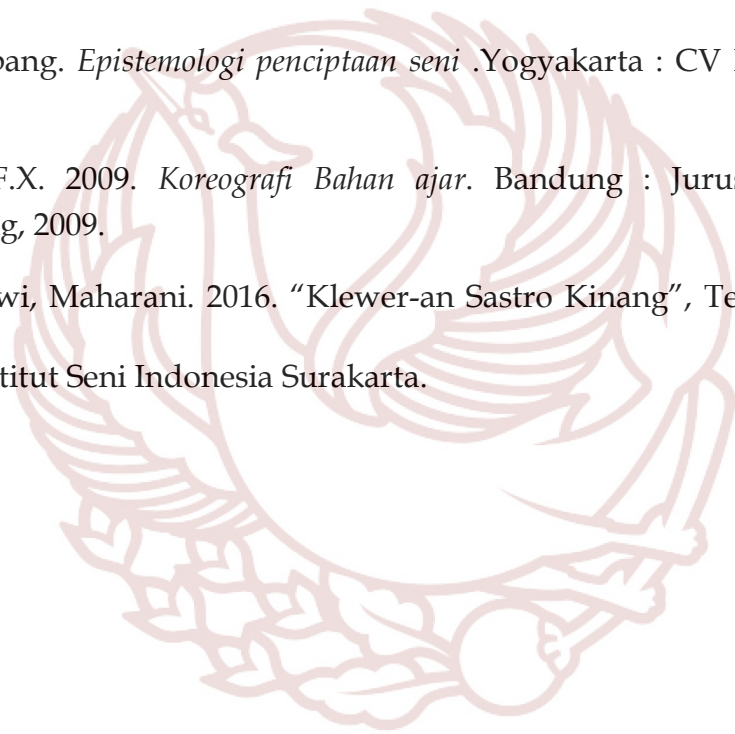 bang. Epistemologi penciptaan seni .Yogyakarta : CV
F.X. 2009. Koreografi Bahan ajar. Bandung : Jurus
g, 2009.
wi, Maharani. 2016. “Klewer-an Sastro Kinang”, Te
titut Seni Indonesia Surakarta.